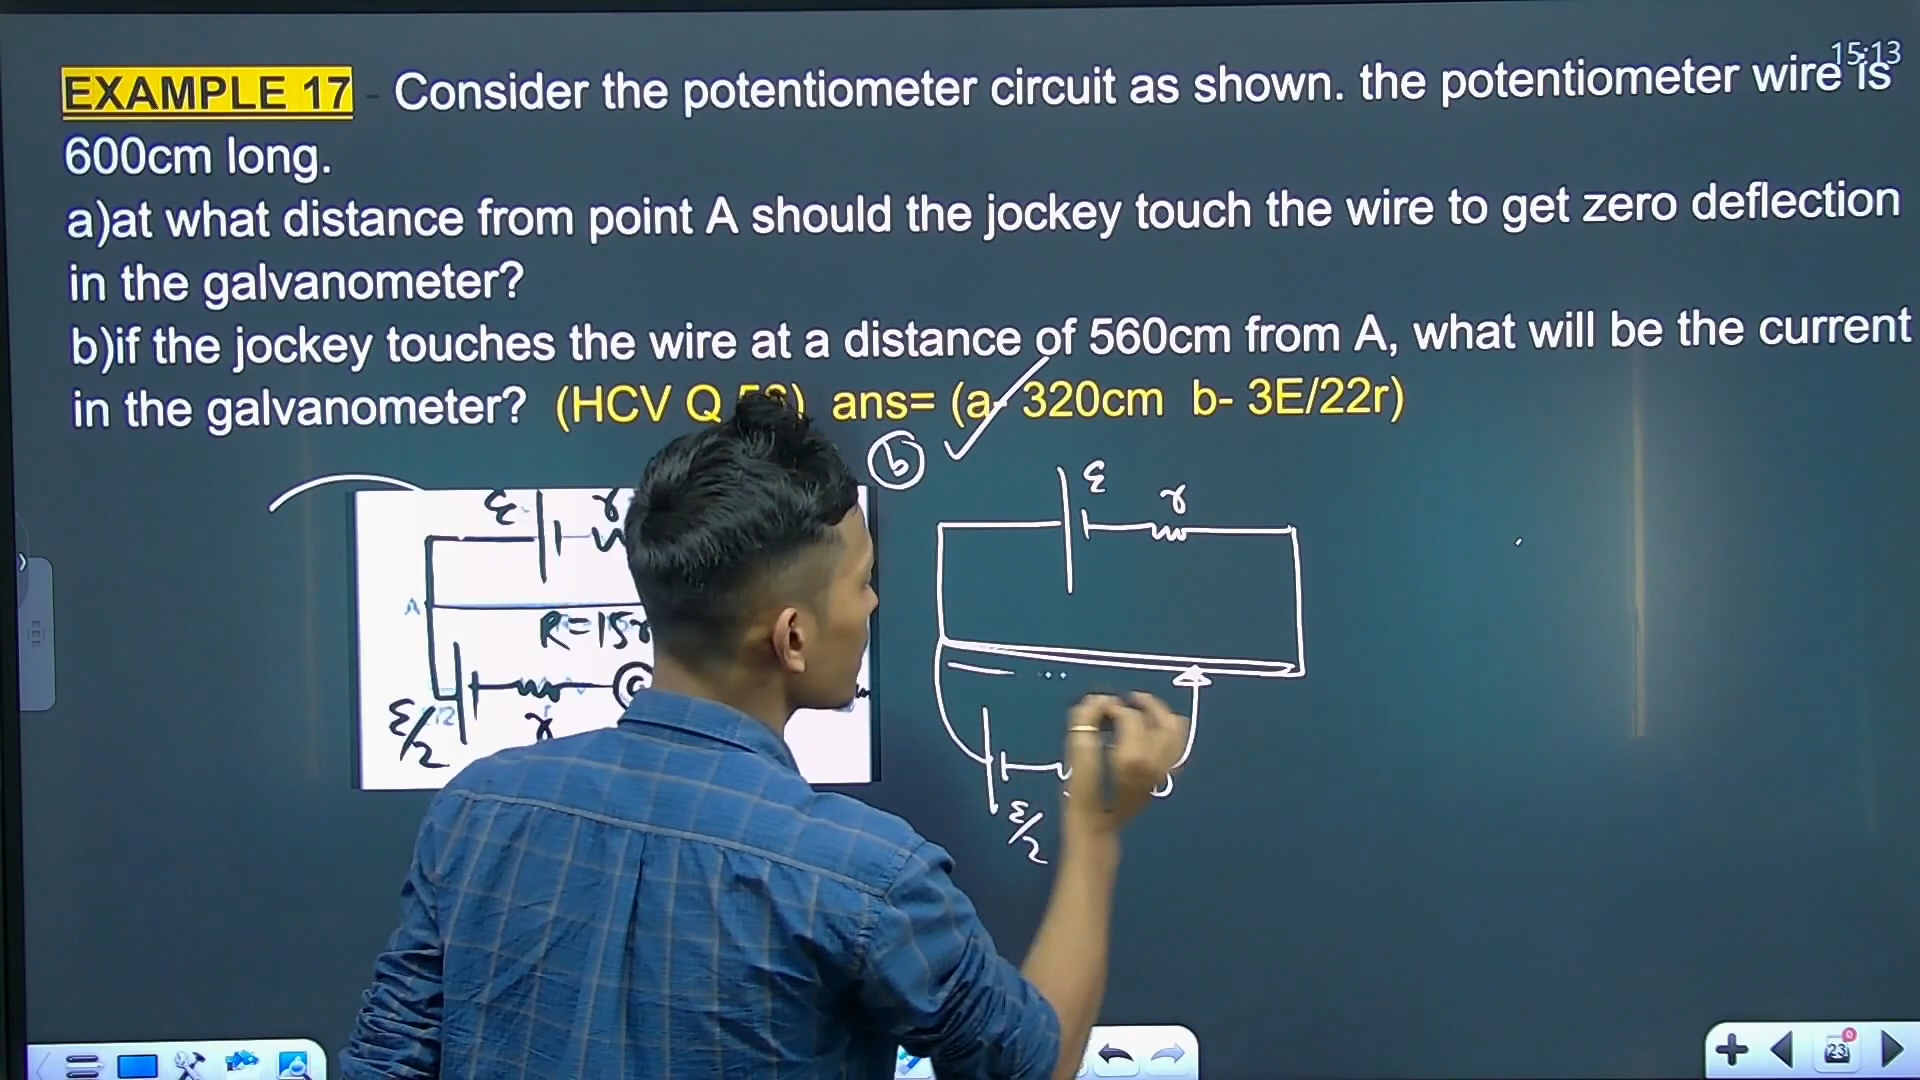 15:13
EXAMPLE 17 - Consider the potentiometer circuit as shown. the potentiometer wire is
600cm long.
a)at what distance from point A should the jockey touch the wire to get zero deflection
in the galvanometer?
b)if the jockey touches the wire at a distance of 560cm from A, what will be the current
in the galvanometer? (HCV Q ans= (a- 320cm b- 3E/22r)
b
ε r
ε r
A
R=15r
G
ε/2 r
ε/2
23